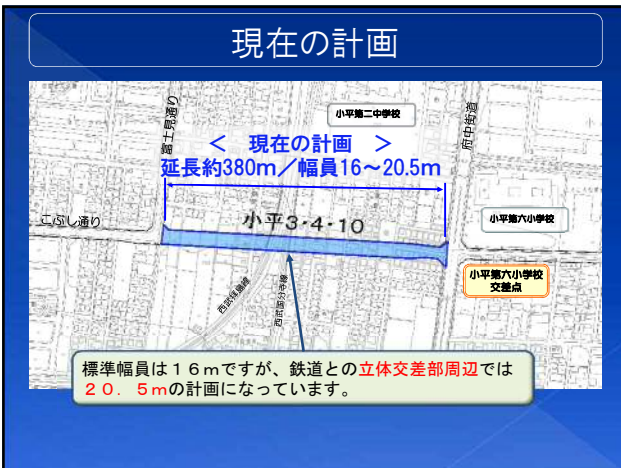 現在の計画
小平第二中学校
富士見通り
府中街道
＜　現在の計画　＞
延長約380ｍ／幅員16～20.5ｍ
こぶし通り
小平3・4・10
小平第六小学校
小平第六小学校
交差点
西武拝島線
西武国分寺線
標準幅員は１６ｍですが、鉄道との立体交差部周辺では
２０．５ｍの計画になっています。